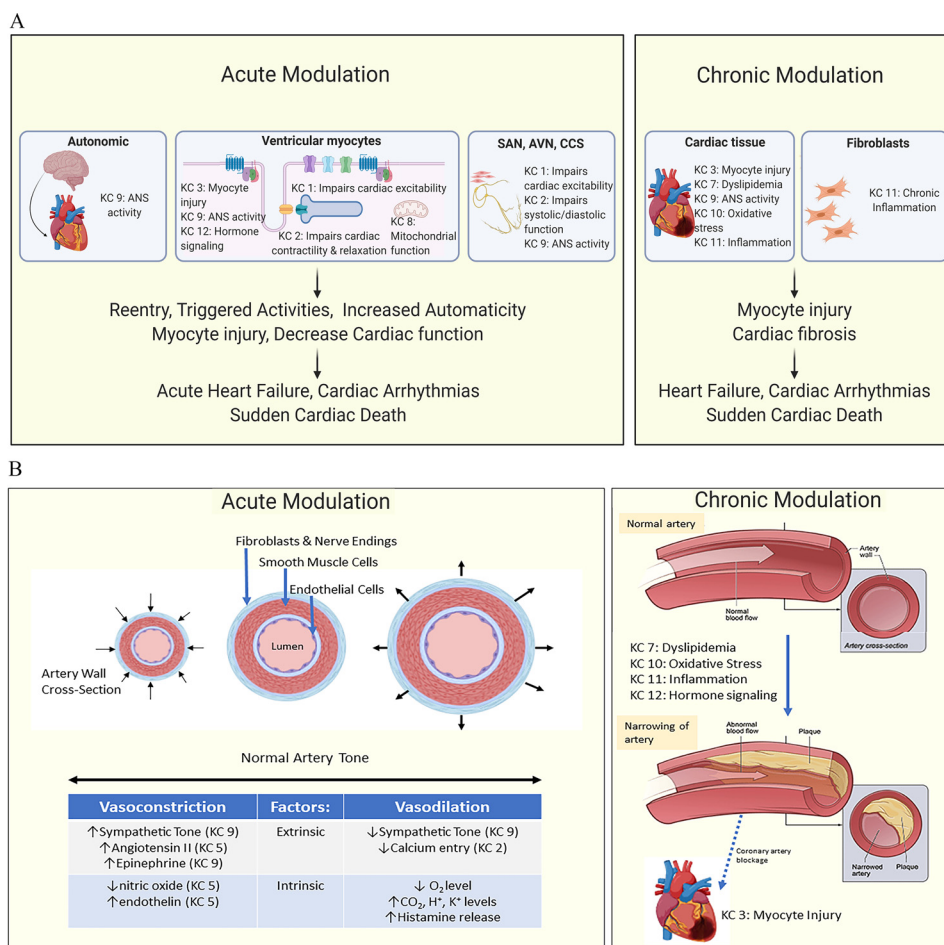 A
Acute Modulation
Autonomic
KC 9: ANS
activity
Ventricular myocytes
KC 3: Myocyte
injury
KC 9: ANS activity
KC 12: Hormone
signaling
KC 1: Impairs cardiac excitability
KC 2: Impairs cardiac
contractility & relaxation
KC 8:
Mitochondrial
function
SAN, AVN, CCS
KC 1: Impairs
cardiac excitability
KC 2: Impairs
systolic/diastolic
function
KC 9: ANS activity
Reentry, Triggered Activities, Increased Automaticity
Myocyte injury, Decrease Cardiac function
Acute Heart Failure, Cardiac Arrhythmias
Sudden Cardiac Death
Chronic Modulation
Cardiac tissue
KC 3: Myocyte injury
KC 7: Dyslipidemia
KC 9: ANS activity
KC 10: Oxidative
stress
KC 11: Inflammation
Fibroblasts
KC 11: Chronic
Inflammation
Myocyte injury
Cardiac fibrosis
Heart Failure, Cardiac Arrhythmias
Sudden Cardiac Death
B
Acute Modulation
Fibroblasts & Nerve Endings
Smooth Muscle Cells
Endothelial Cells
Lumen
Artery Wall
Cross-Section
Normal Artery Tone
Vasoconstriction Factors: Vasodilation
↑Sympathetic Tone (KC 9) Extrinsic ↓Sympathetic Tone (KC 9)
↑Angiotensin II (KC 5) ↓Calcium entry (KC 2)
↑Epinephrine (KC 9)
↓nitric oxide (KC 5) Intrinsic ↓ O₂ level
↑endothelin (KC 5) ↑CO₂, H⁺, K⁺ levels
↑Histamine release
Chronic Modulation
Normal artery
Artery
wall
Normal
blood flow
Artery cross-section
KC 7: Dyslipidemia
KC 10: Oxidative Stress
KC 11: Inflammation
KC 12: Hormone signaling
Narrowing of
artery
Abnormal
blood flow
Plaque
Coronary artery
blockage
Narrowed
artery
Plaque
KC 3: Myocyte Injury